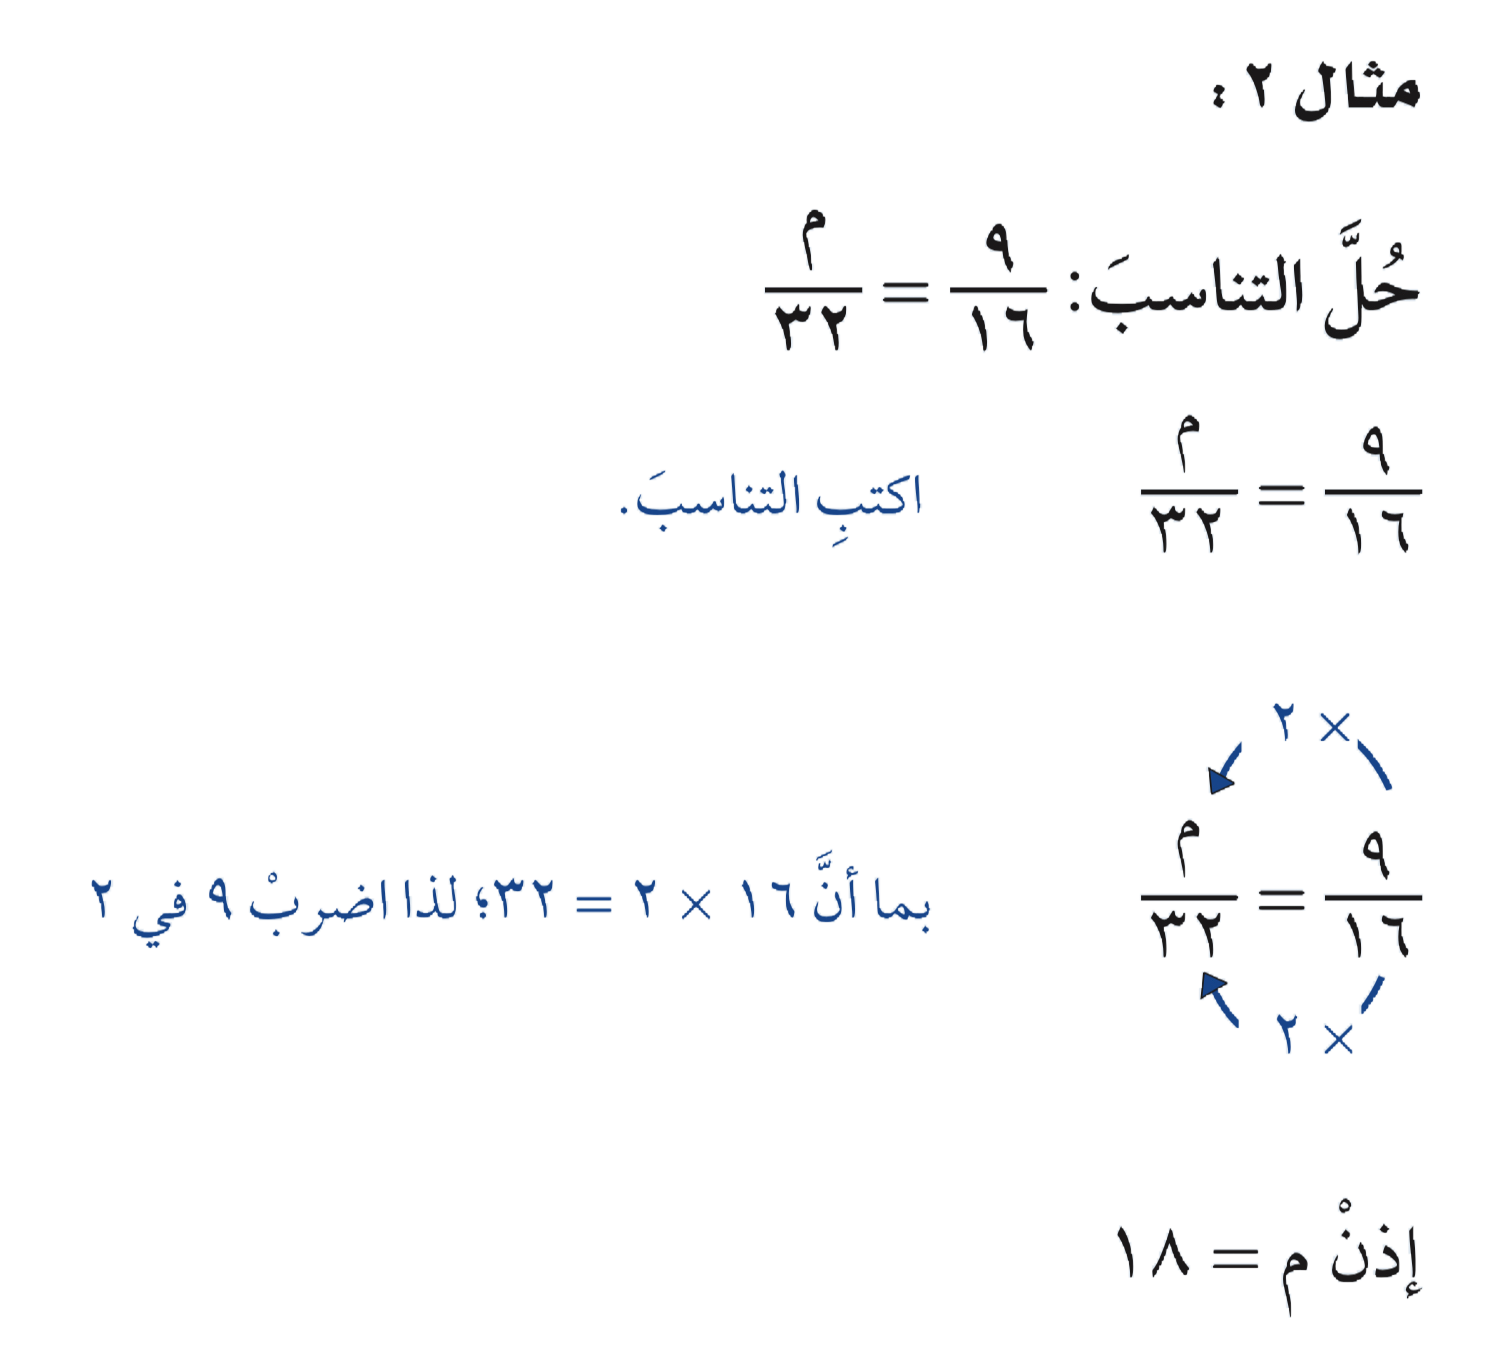 مثال ٢ :
حُلَّ التناسبَ: ٩/١٦ = م/٣٢
٩/١٦ = م/٣٢ اكتبِ التناسبَ.
× ٢
٩/١٦ = م/٣٢ بما أنَّ ١٦ × ٢ = ٣٢؛ لذا اضربْ ٩ في ٢
× ٢
إذنْ م = ١٨